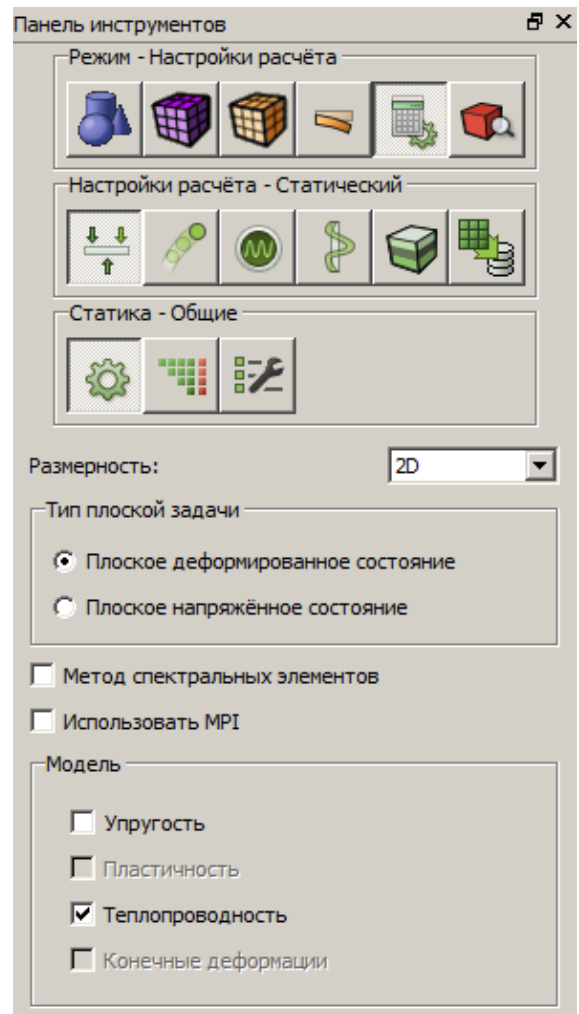 Панель инструментов
Режим - Настройки расчёта
Настройки расчёта - Статический
Статика - Общие
Размерность: 2D
Тип плоской задачи
Плоское деформированное состояние
Плоское напряжённое состояние
Метод спектральных элементов
Использовать MPI
Модель
Упругость
Пластичность
Теплопроводность
Конечные деформации